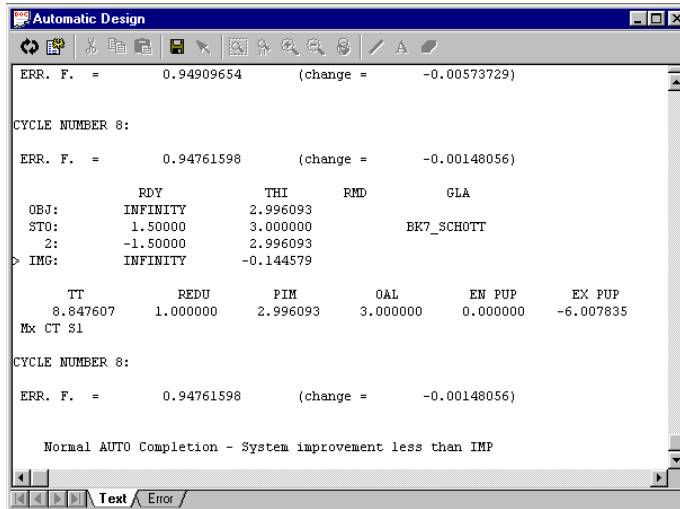 Automatic Design
ERR. F. = 0.94909654 (change = -0.00573729)
CYCLE NUMBER 8:
ERR. F. = 0.94761598 (change = -0.00148056)
RDY THI RMD GLA
OBJ: INFINITY 2.996093
STO: 1.50000 3.000000 BK7_SCHOTT
2: -1.50000 2.996093
> IMG: INFINITY -0.144579
TT REDU PIM OAL EN PUP EX PUP
8.847607 1.000000 2.996093 3.000000 0.000000 -6.007835
Mx CT S1
CYCLE NUMBER 8:
ERR. F. = 0.94761598 (change = -0.00148056)
Normal AUTO Completion - System improvement less than IMP
Text Error